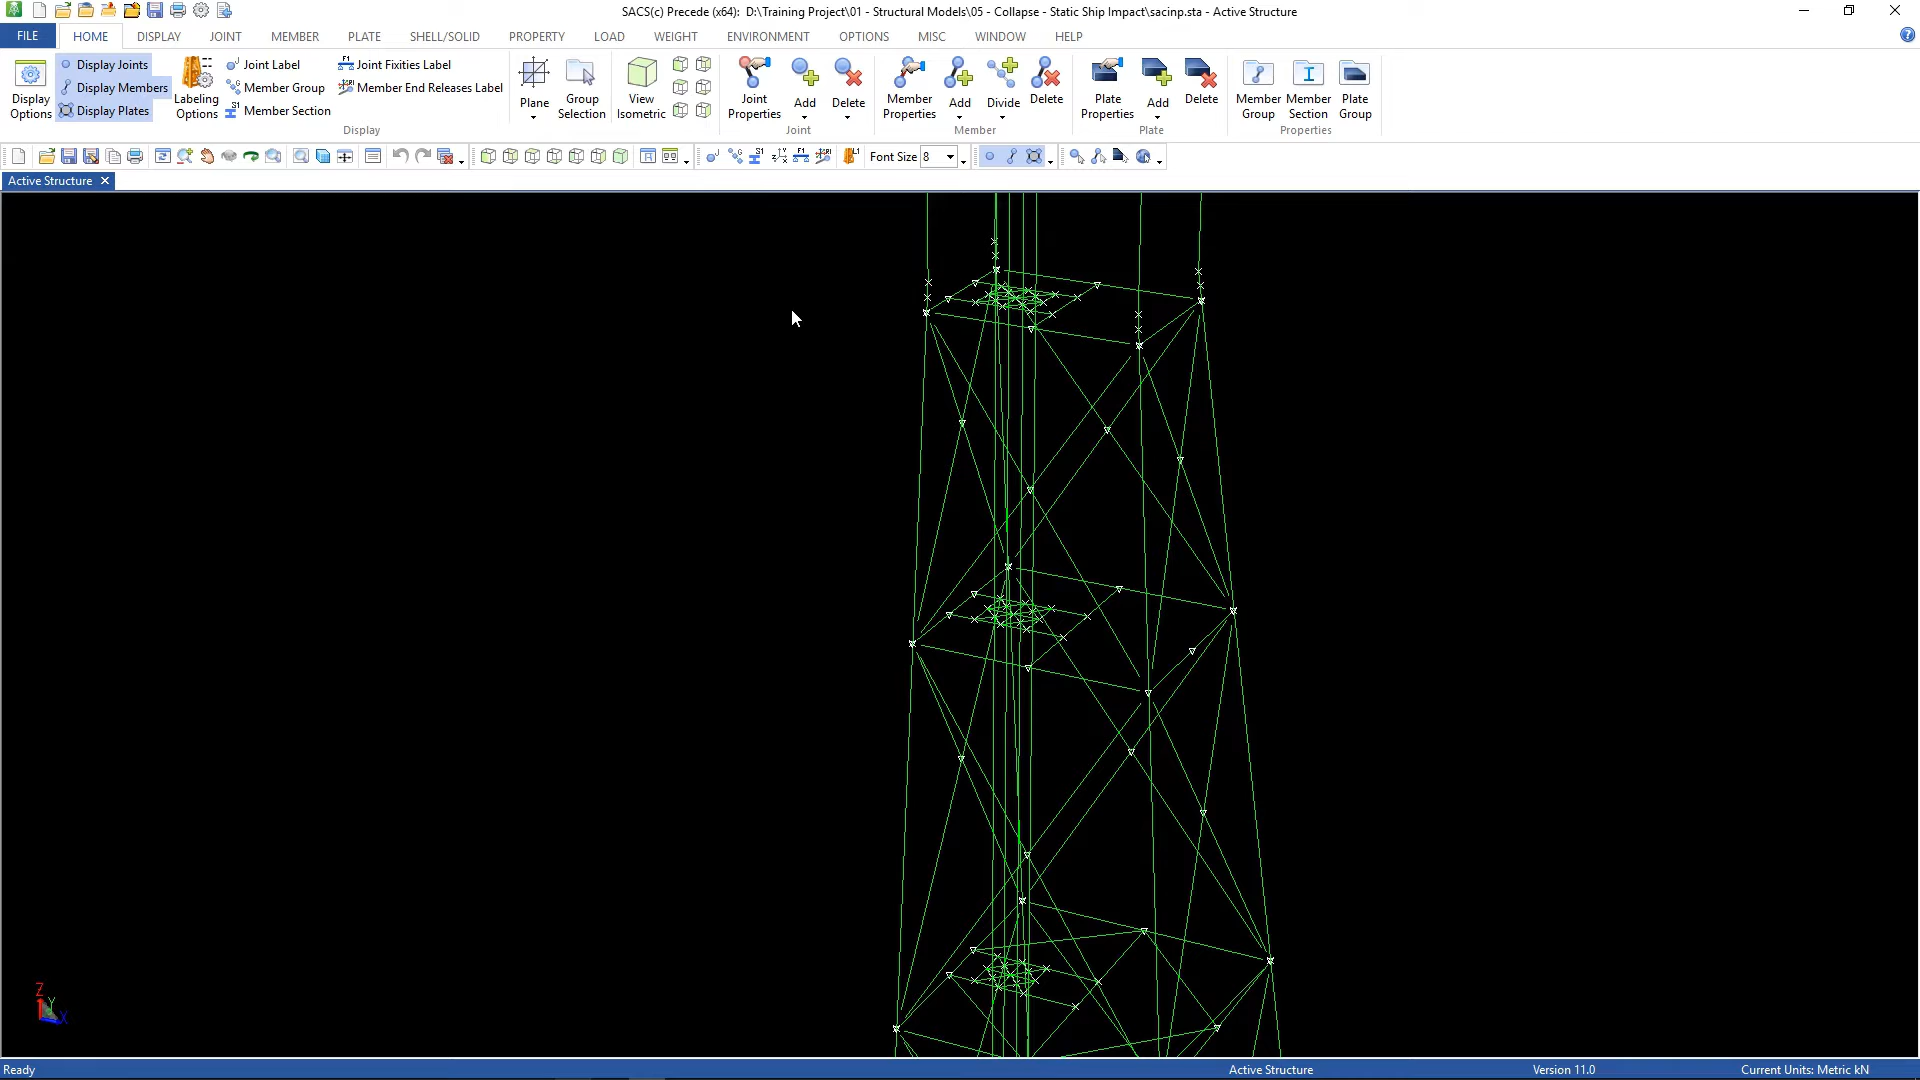 SACS(c) Precede (x64): D:\Training Project\01 - Structural Models\05 - Collapse - Static Ship Impact\sacinp.sta - Active Structure
FILE HOME DISPLAY JOINT MEMBER PLATE SHELL/SOLID PROPERTY LOAD WEIGHT ENVIRONMENT OPTIONS MISC WINDOW HELP
Display Options
Display Joints
Display Members
Display Plates
Labeling Options
Joint Label
Member Group
Member Section
Joint Fixities Label
Member End Releases Label
Display
Plane
Group Selection
View Isometric
Joint Properties
Add
Delete
Joint
Member Properties
Add
Divide
Delete
Member
Plate Properties
Add
Delete
Plate
Member Group
Member Section
Plate Group
Properties
Font Size 8
Active Structure
Z
Y
X
Ready
Active Structure
Version 11.0
Current Units: Metric kN